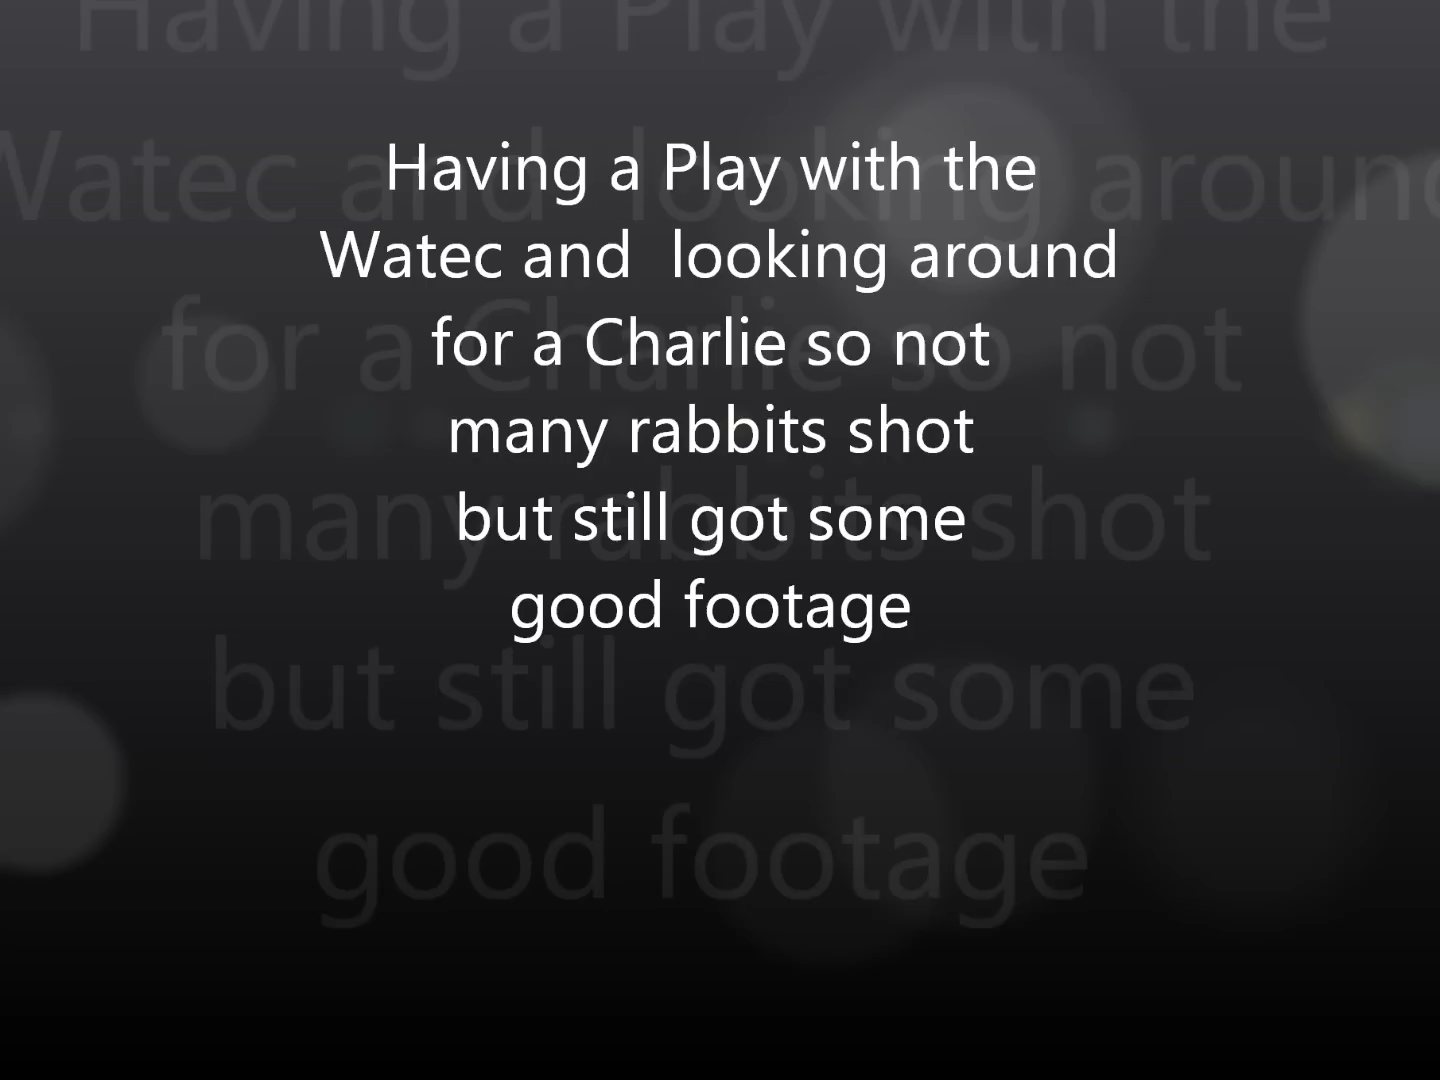 Having a Play with the
Watec and  looking around
for a Charlie so not
many rabbits shot
but still got some
good footage